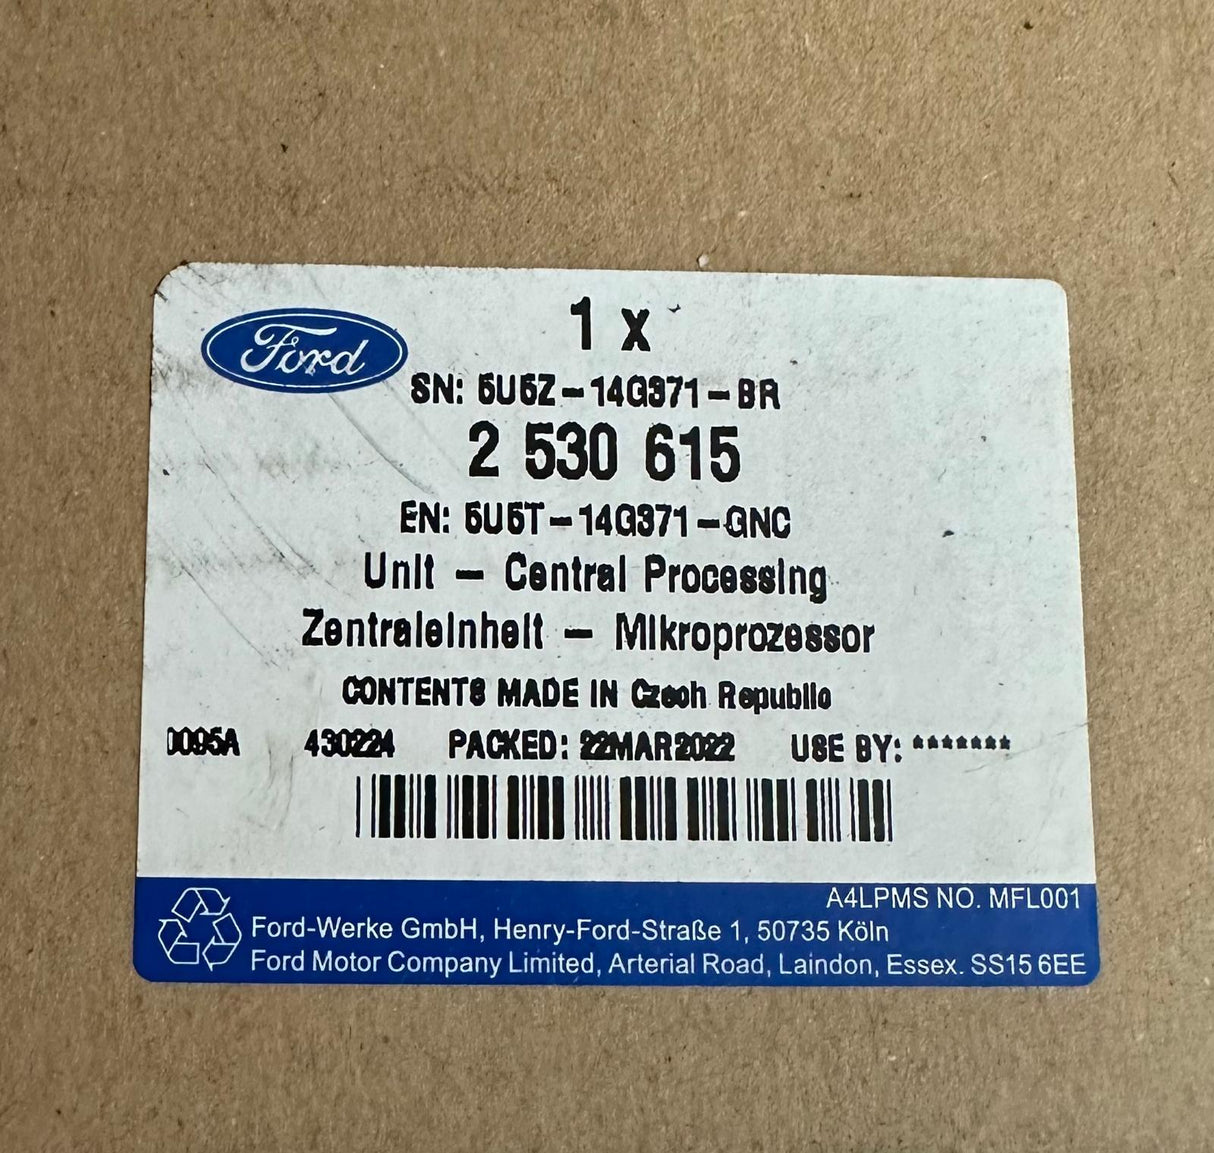 Ford
1 x
SN: 5U5Z-14G371-BR
2 530 615
EN: 5U5T-14G371-GNC
Unit - Central Processing
Zentraleinheit - Mikroprozessor
CONTENTS MADE IN Czech Republic
0095A 430224 PACKED: 22MAR2022 USE BY: *******
A4LPMS NO. MFL001
Ford-Werke GmbH, Henry-Ford-Straße 1, 50735 Köln
Ford Motor Company Limited, Arterial Road, Laindon, Essex. SS15 6EE